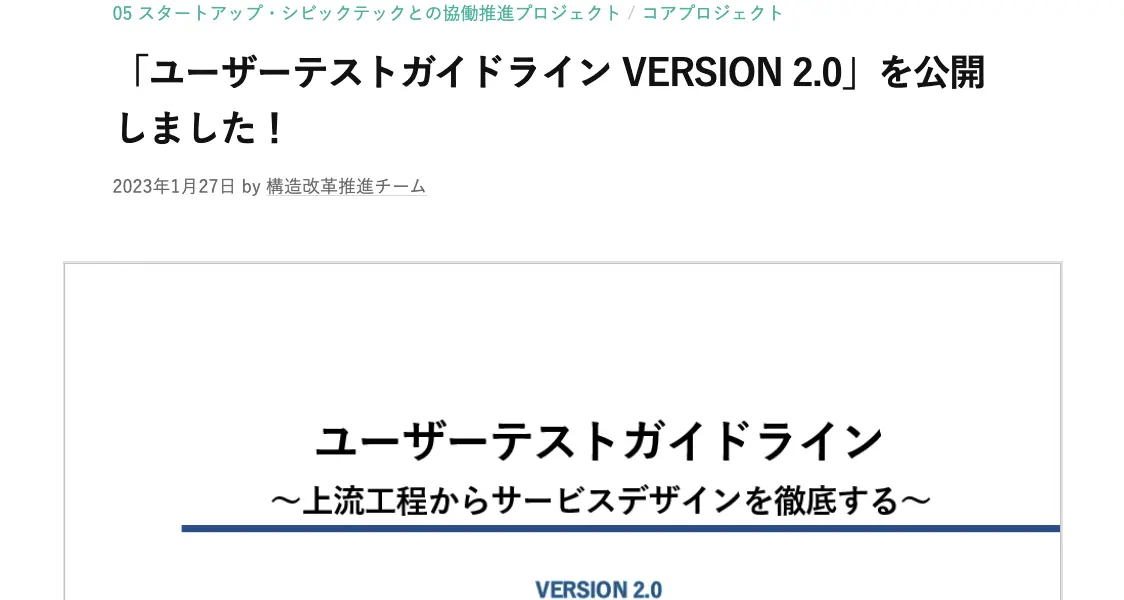 05 スタートアップ・シビックテックとの協働推進プロジェクト / コアプロジェクト
「ユーザーテストガイドライン VERSION 2.0」を公開
しました！
2023年1月27日 by 構造改革推進チーム
ユーザーテストガイドライン
～上流工程からサービスデザインを徹底する～
VERSION 2.0